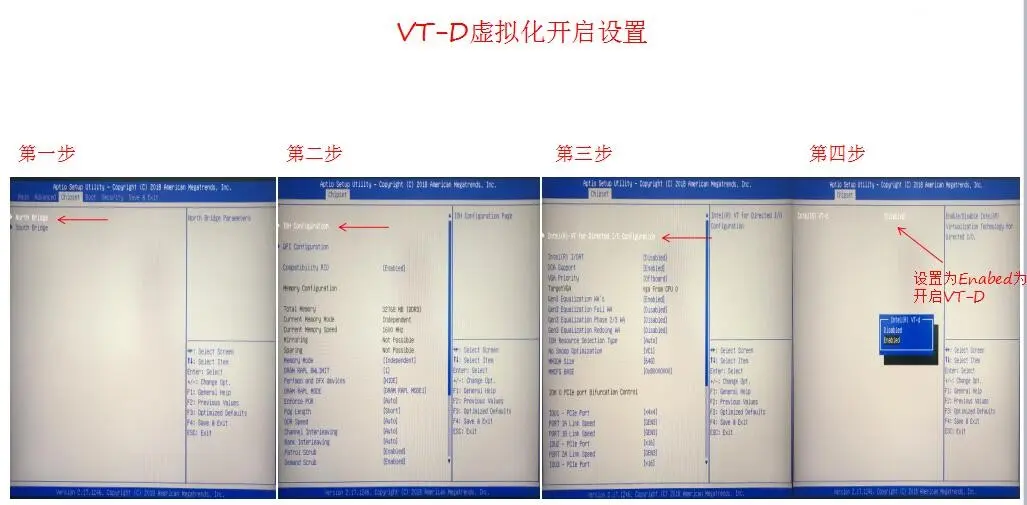 VT-D虚拟化开启设置
第一步
第二步
第三步
第四步
Aptio Setup Utility - Copyright (C) 2018 American Megatrends, Inc.
Main Advanced Chipset Boot Security Save & Exit
North Bridge
South Bridge
North Bridge Parameters
↔: Select Screen
↑↓: Select Item
Enter: Select
+/-: Change Opt.
F1: General Help
F2: Previous Values
F3: Optimized Defaults
F4: Save & Exit
ESC: Exit
Version 2.17.1246. Copyright (C) 2018 American Megatrends, Inc.
Aptio Setup Utility - Copyright (C) 2018 American Megatrends, Inc.
Chipset
IOH Configuration
QPI Configuration
Compatibility RID [Enabled]
Memory Configuration
Total Memory 32768 MB (DDR3)
Current Memory Mode Independent
Current Memory Speed 1600 MHz
Mirroring Not Possible
Sparing Not Possible
Memory Mode [Independent]
DRAM RAPL BWLIMIT [1]
Perfmon and DFX devices [HIDE]
DRAM RAPL MODE [DRAM RAPL MODE1]
Enforce POR [Auto]
Pdg Length [Short]
DDR Speed [Auto]
Channel Interleaving [Auto]
Rank Interleaving [Auto]
Patrol Scrub [Enabled]
Demand Scrub [Enabled]
IOH Configuration Page
↔: Select Screen
↑↓: Select Item
Enter: Select
+/-: Change Opt.
F1: General Help
F2: Previous Values
F3: Optimized Defaults
F4: Save & Exit
ESC: Exit
Version 2.17.1246. Copyright (C) 2018 American Megatrends, Inc.
Aptio Setup Utility - Copyright (C) 2018 American Megatrends, Inc.
Chipset
Intel(R) VT for Directed I/O Configuration
Intel(R) I/OAT [Disabled]
DCA Support [Enabled]
VGA Priority [Offboard]
TargetVGA vga From CPU 0
Gen3 Equalization WA's [Enabled]
Gen3 Equalization Fail WA [Disabled]
Gen3 Equalization Phase 2/3 WA [Disabled]
Gen3 Equalization Redoing WA [Disabled]
IOH Resource Selection Type [Auto]
No Snoop Optimization [VC1]
MMIOH Size [64G]
MMCFG BASE
IOH 0 PCIe port Bifurcation Control
IOU1 - PCIe Port [x4x4]
PORT 1A Link Speed [GEN3]
PORT 1B Link Speed [GEN3]
IOU2 - PCIe Port [x16]
PORT 2A Link Speed [GEN3]
IOU3 - PCIe Port [x16]
Intel(R) VT for Directed I/O
Configuration
↔: Select Screen
↑↓: Select Item
Enter: Select
+/-: Change Opt.
F1: General Help
F2: Previous Values
F3: Optimized Defaults
F4: Save & Exit
ESC: Exit
Version 2.17.1246. Copyright (C) 2018 American Megatrends, Inc.
Aptio Setup Utility - Copyright (C) 2018 American Megatrends, Inc.
Chipset
Intel(R) VT-d [Disabled]
Enable/Disable Intel(R)
Virtualization Technology for
Directed I/O.
设置为Enabed为
开启VT-D
Intel(R) VT-d
Disabled
Enabled
↔: Select Screen
↑↓: Select Item
Enter: Select
+/-: Change Opt.
F1: General Help
F2: Previous Values
F3: Optimized Defaults
F4: Save & Exit
ESC: Exit
Version 2.17.1246. Copyright (C) 2018 American Megatrends, Inc.